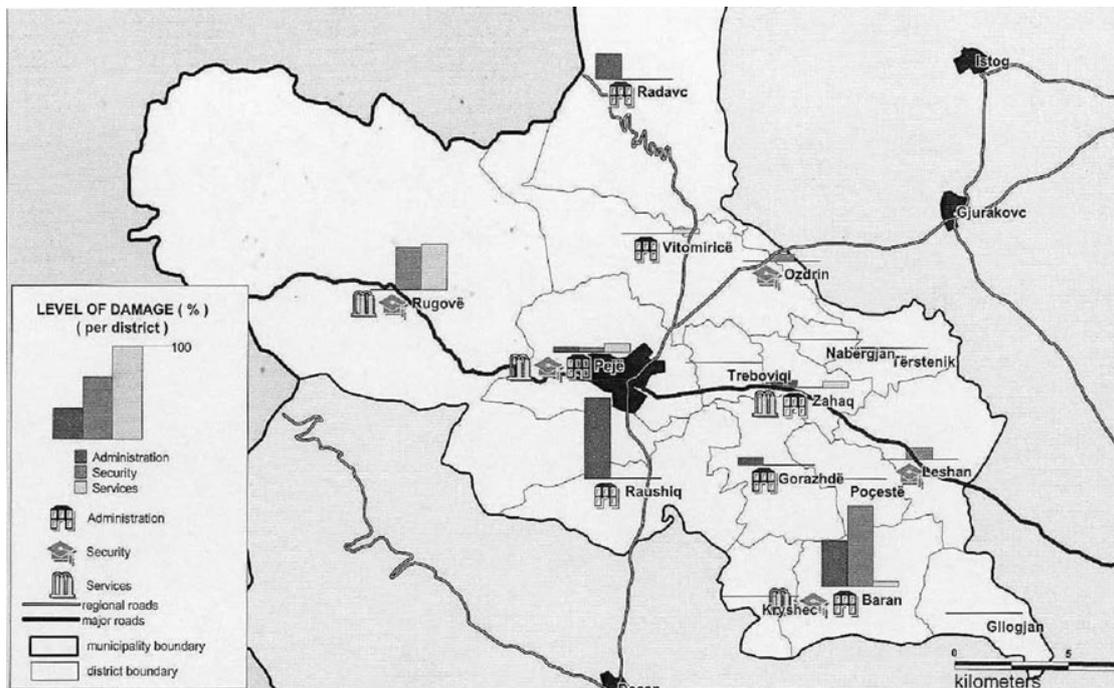 Istog
Radavc
Gjurakovc
Vitomiricë
Ozdrin
Rugovë
Nabërgjan
Tërstenik
Pejë
Treboviqi
Zahaq
Leshan
Gorazhdë
Raushiq
Poçestë
Baran
Kryshec
Gllogjan
LEVEL OF DAMAGE ( % )
( per district )
100
Administration
Security
Services
Administration
Security
Services
regional roads
major roads
municipality boundary
district boundary
0 5
kilometers